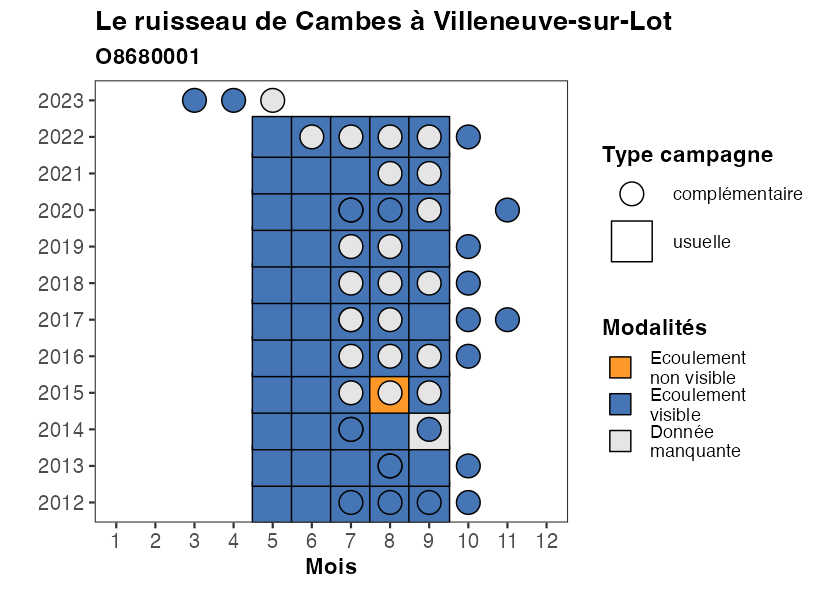 Le ruisseau de Cambes à Villeneuve-sur-Lot
O8680001
2023
2022
2021
2020
2019
2018
2017
2016
2015
2014
2013
2012
1 2 3 4 5 6 7 8 9 10 11 12
Mois
Type campagne
complémentaire
usuelle
Modalités
Ecoulement
non visible
Ecoulement
visible
Donnée
manquante